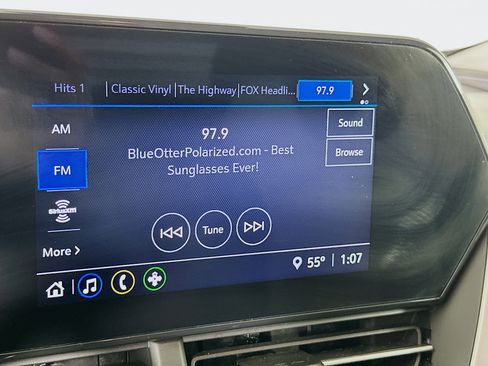 Hits 1 | Classic Vinyl | The Highway | FOX Headli... 97.9
AM
97.9
Sound
BlueOtterPolarized.com - Best
Sunglasses Ever!
Browse
FM
SiriusXM
Tune
More
55° 1:07